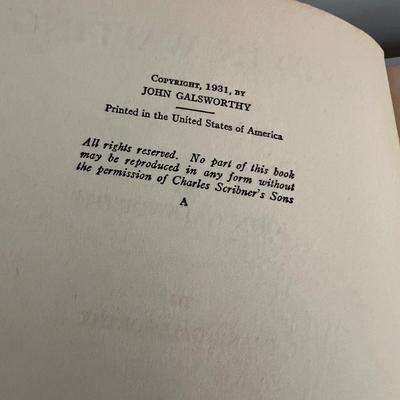 COPYRIGHT, 1931, BY
JOHN GALSWORTHY
Printed in the United States of America
All rights reserved. No part of this book
may be reproduced in any form without
the permission of Charles Scribner's Sons
A